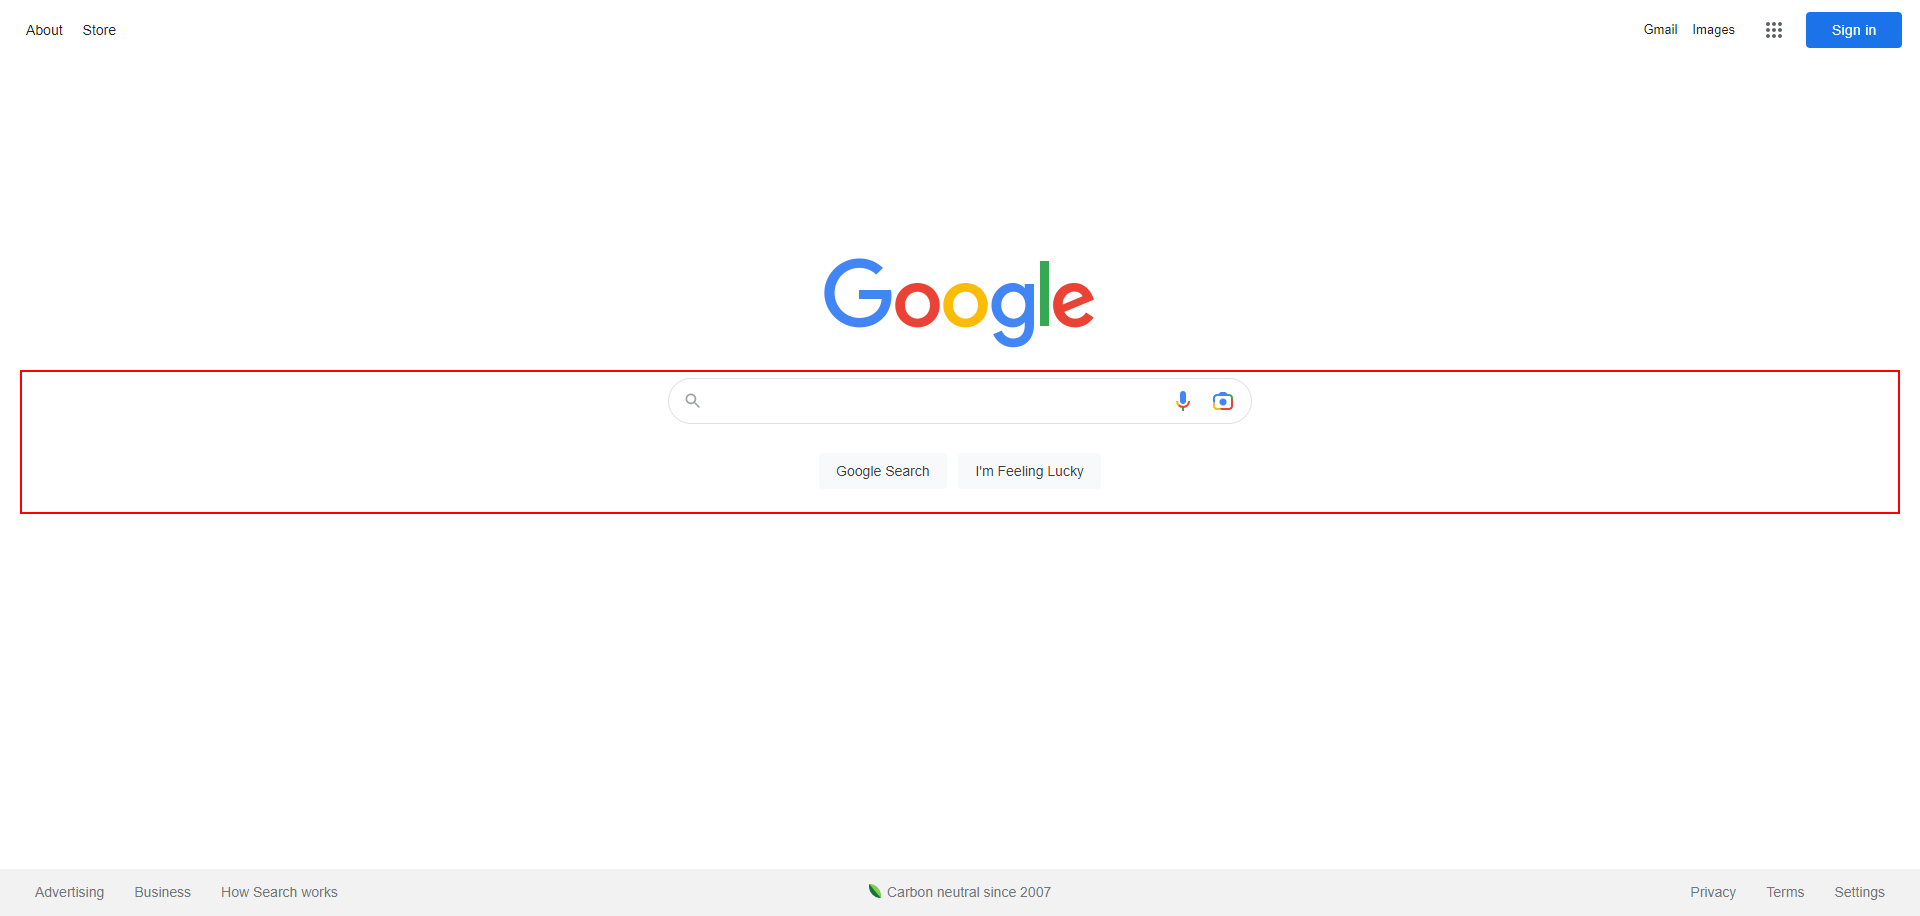 About Store Gmail Images Sign in
Google
Google Search I'm Feeling Lucky
Advertising Business How Search works Carbon neutral since 2007 Privacy Terms Settings